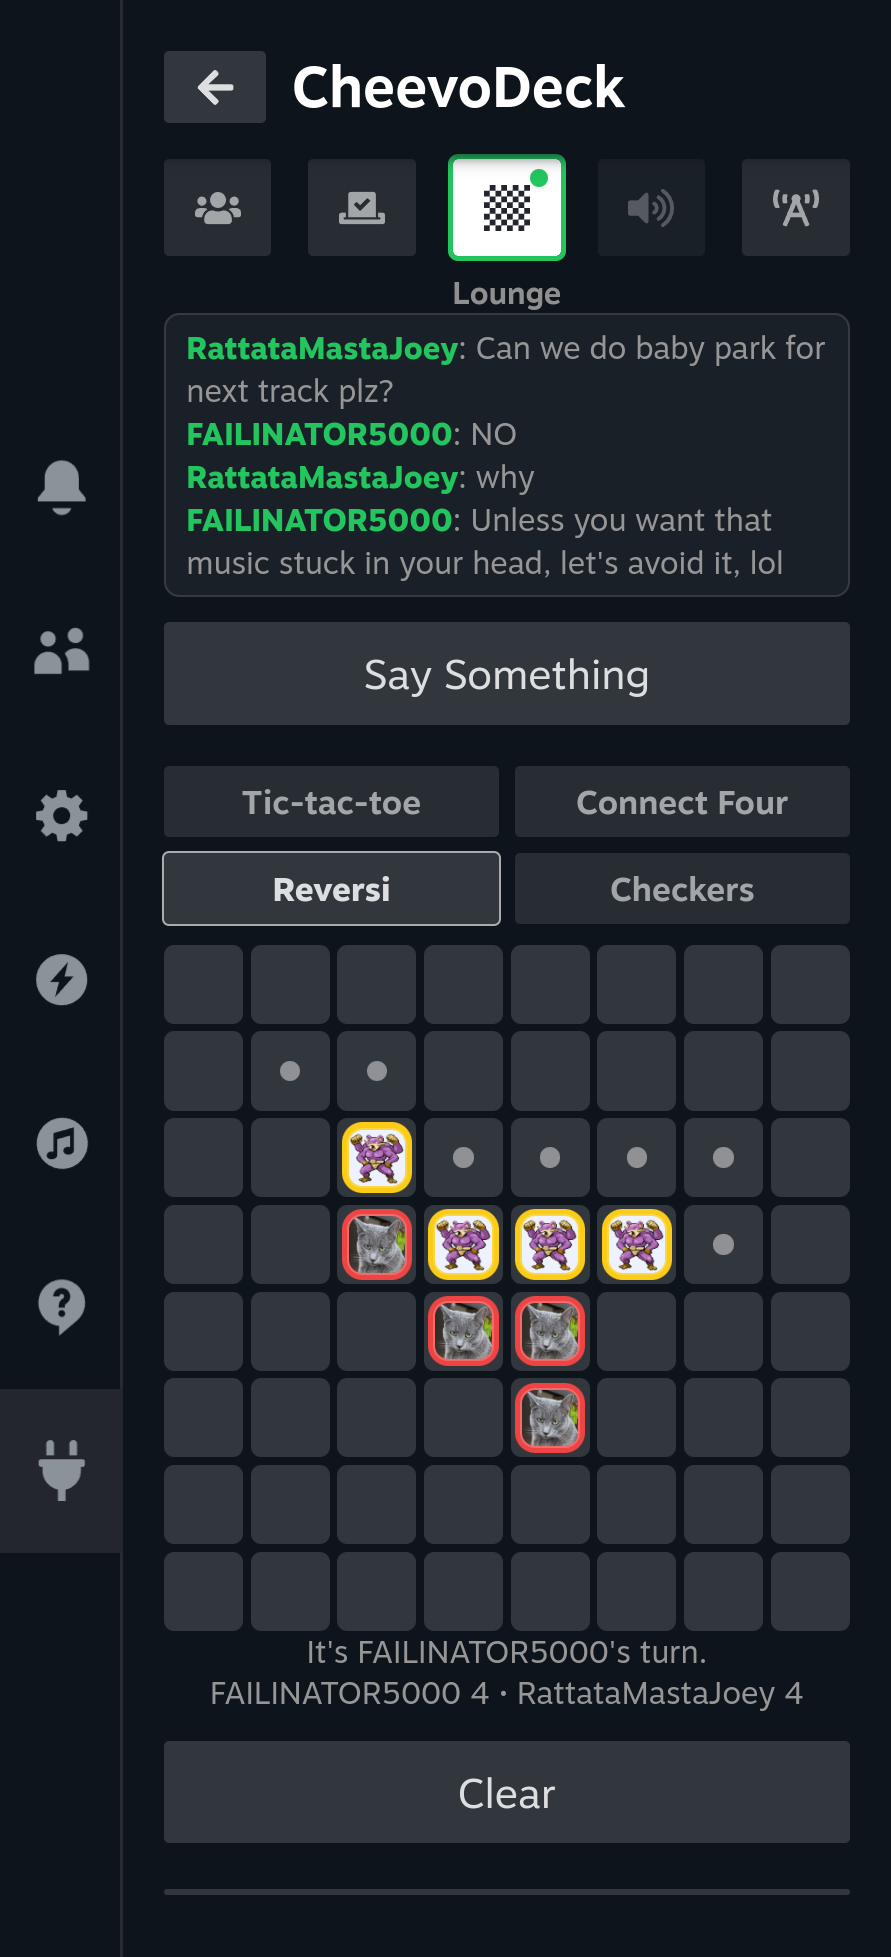 CheevoDeck
Lounge
RattataMastaJoey: Can we do baby park for
next track plz?
FAILINATOR5000: NO
RattataMastaJoey: why
FAILINATOR5000: Unless you want that
music stuck in your head, let's avoid it, lol
Say Something
Tic-tac-toe
Connect Four
Reversi
Checkers
It's FAILINATOR5000's turn.
FAILINATOR5000 4 · RattataMastaJoey 4
Clear